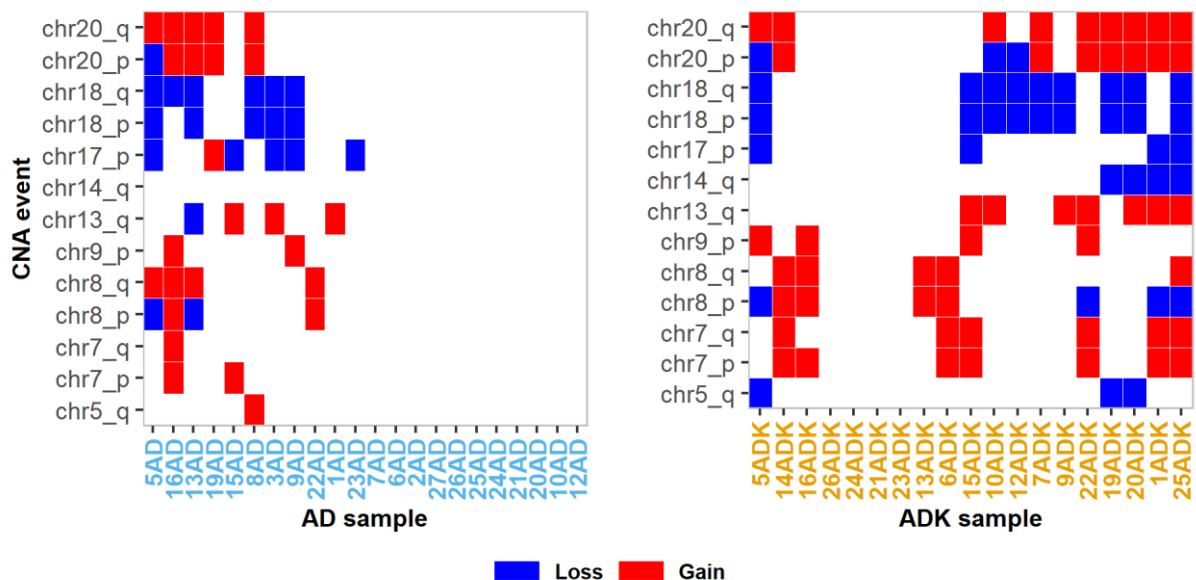 CNA event
chr20_q
chr20_p
chr18_q
chr18_p
chr17_p
chr14_q
chr13_q
chr9_p
chr8_q
chr8_p
chr7_q
chr7_p
chr5_q
5AD
16AD
13AD
19AD
15AD
8AD
3AD
9AD
22AD
1AD
23AD
7AD
6AD
2AD
27AD
26AD
25AD
24AD
21AD
20AD
10AD
12AD
AD sample
chr20_q
chr20_p
chr18_q
chr18_p
chr17_p
chr14_q
chr13_q
chr9_p
chr8_q
chr8_p
chr7_q
chr7_p
chr5_q
5ADK
14ADK
16ADK
26ADK
24ADK
21ADK
23ADK
13ADK
6ADK
15ADK
10ADK
12ADK
7ADK
9ADK
22ADK
19ADK
20ADK
1ADK
25ADK
ADK sample
Loss Gain